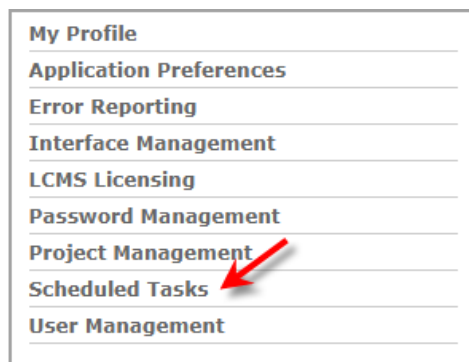 My Profile
Application Preferences
Error Reporting
Interface Management
LCMS Licensing
Password Management
Project Management
Scheduled Tasks
User Management